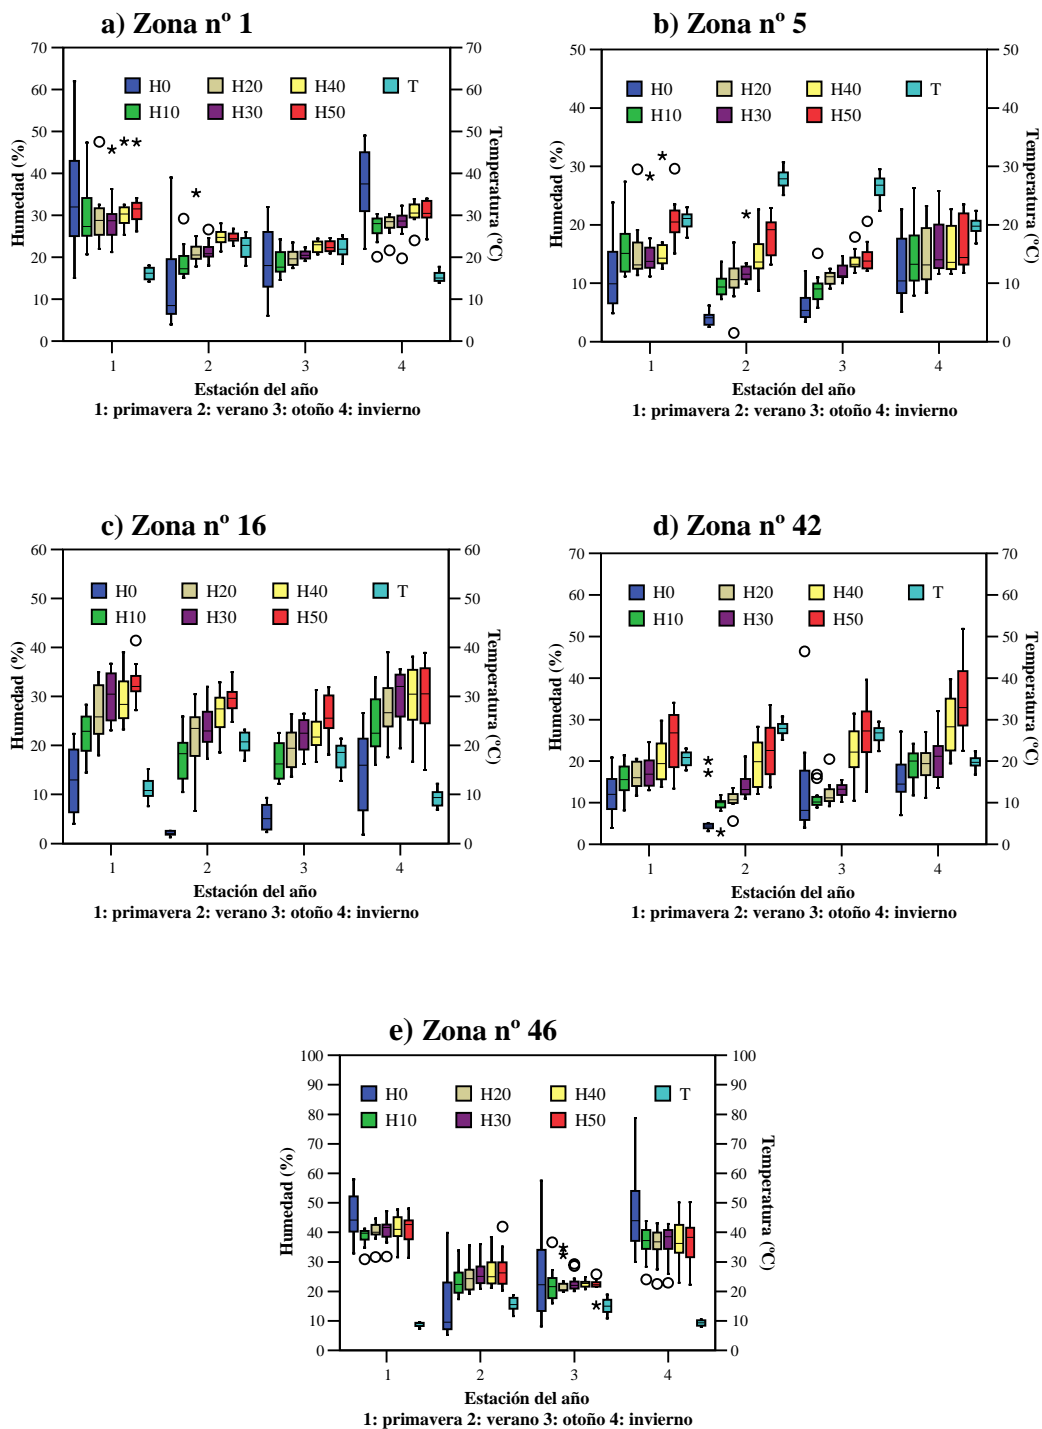 a) Zona nº 1
70 70
60 60
50 50
40 40
30 30
20 20
10 10
0 0
H0 H20 H40 T
H10 H30 H50
Humedad (%)
Temperatura (ºC)
1 2 3 4
Estación del año
1: primavera 2: verano 3: otoño 4: invierno
b) Zona nº 5
50 50
40 40
30 30
20 20
10 10
0 0
H0 H20 H40 T
H10 H30 H50
Humedad (%)
Temperatura (ºC)
1 2 3 4
Estación del año
1: primavera 2: verano 3: otoño 4: invierno
c) Zona nº 16
60 60
50 50
40 40
30 30
20 20
10 10
0 0
H0 H20 H40 T
H10 H30 H50
Humedad (%)
Temperatura (ºC)
1 2 3 4
Estación del año
1: primavera 2: verano 3: otoño 4: invierno
d) Zona nº 42
70 70
60 60
50 50
40 40
30 30
20 20
10 10
0 0
H0 H20 H40 T
H10 H30 H50
Humedad (%)
Temperatura (ºC)
1 2 3 4
Estación del año
1: primavera 2: verano 3: otoño 4: invierno
e) Zona nº 46
100 100
90 90
80 80
70 70
60 60
50 50
40 40
30 30
20 20
10 10
0 0
H0 H20 H40 T
H10 H30 H50
Humedad (%)
Temperatura (ºC)
1 2 3 4
Estación del año
1: primavera 2: verano 3: otoño 4: invierno